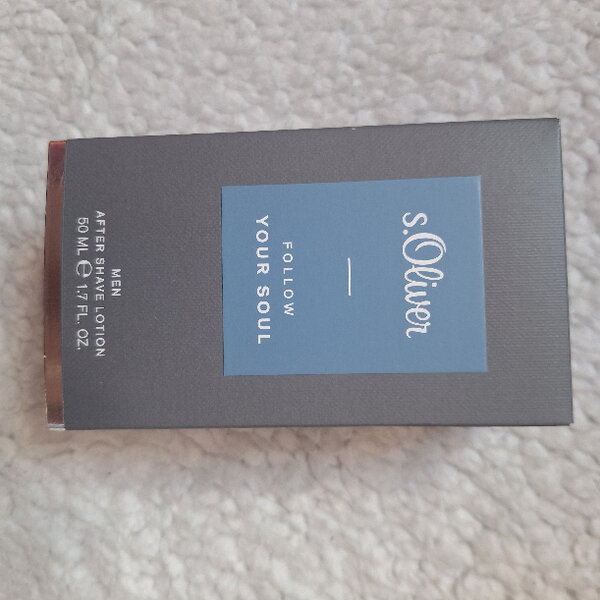 s.Oliver
FOLLOW
YOUR SOUL
MEN
AFTER SHAVE LOTION
50 ML ℮ 1.7 FL. OZ.